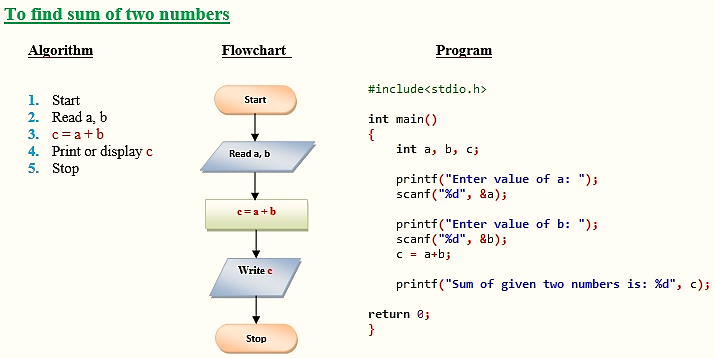 To find sum of two numbers
Algorithm
1. Start
2. Read a, b
3. c = a + b
4. Print or display c
5. Stop
Flowchart
Start
Read a, b
c = a + b
Write c
Stop
Program
#include<stdio.h>
int main()
{
int a, b, c;
printf("Enter value of a: ");
scanf("%d", &a);
printf("Enter value of b: ");
scanf("%d", &b);
c = a+b;
printf("Sum of given two numbers is: %d", c);
return 0;
}